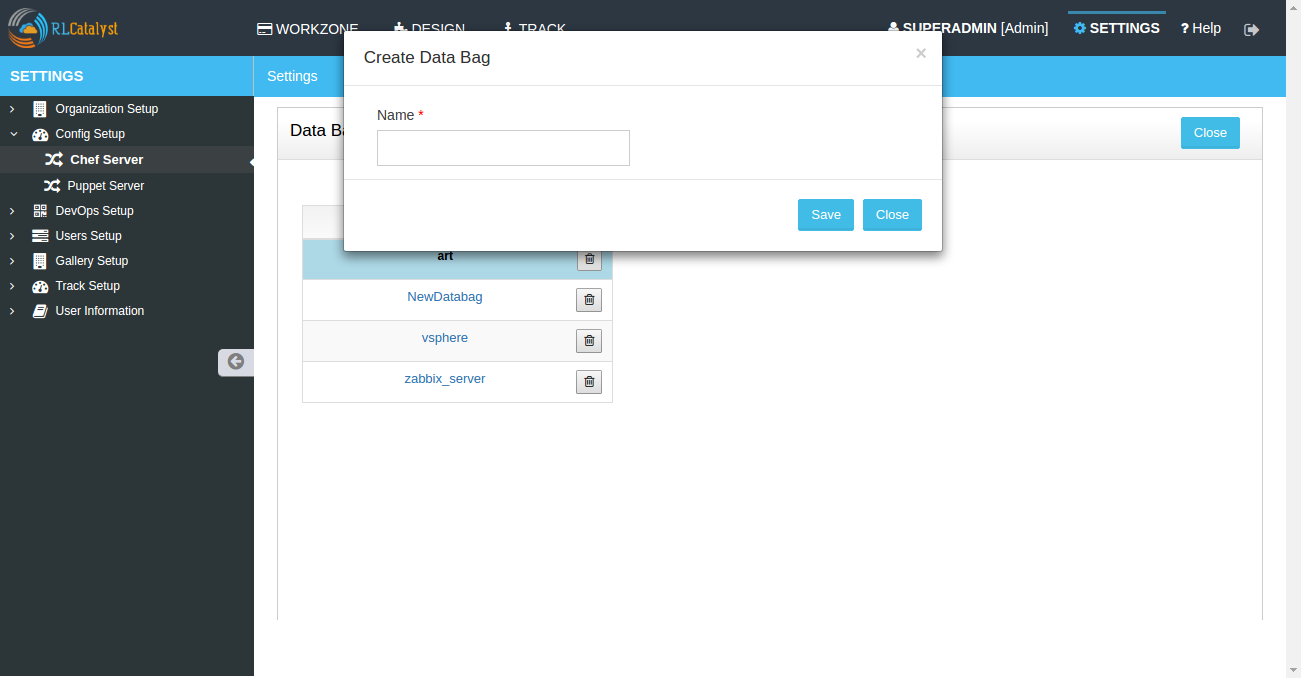 RLCatalyst
WORKZONE DESIGN TRACK SUPERADMIN [Admin] SETTINGS ? Help
SETTINGS
Settings
Organization Setup
Config Setup
Chef Server
Puppet Server
DevOps Setup
Users Setup
Gallery Setup
Track Setup
User Information
Create Data Bag ×
Name *
Save Close
Data Ba
Close
art
NewDatabag
vsphere
zabbix_server